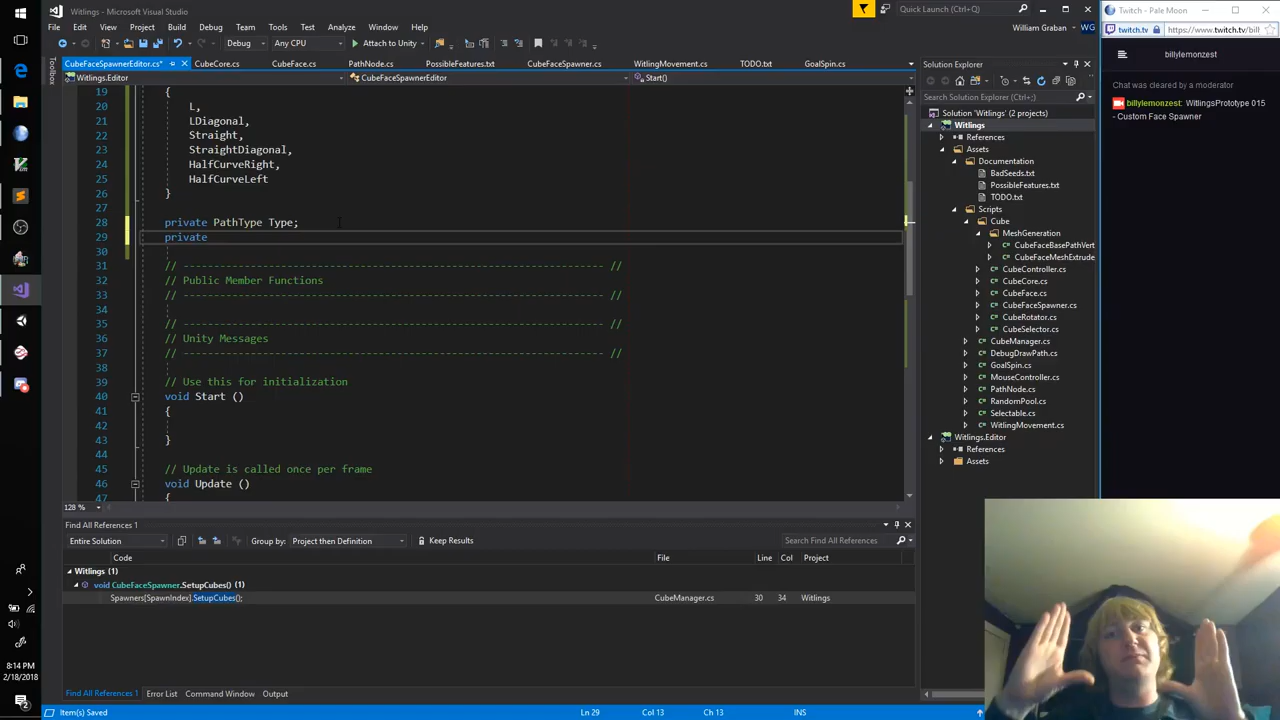 Witlings - Microsoft Visual Studio
Quick Launch (Ctrl+Q)
Twitch - Pale Moon
File Edit View Project Build Debug Team Tools Analyze Window Help
William Graban WG
Debug Any CPU Attach to Unity
twitch.tv https://www.twitch.tv/bill
CubeFaceSpawnerEditor.cs* CubeCore.cs CubeFace.cs PathNode.cs PossibleFeatures.txt CubeFaceSpawner.cs WitlingMovement.cs TODO.txt GoalSpin.cs
Witlings.Editor CubeFaceSpawnerEditor Start()
Toolbox
19 {
20 L,
21 LDiagonal,
22 Straight,
23 StraightDiagonal,
24 HalfCurveRight,
25 HalfCurveLeft
26 }
27
28 private PathType Type;
29 private
30
31 // ---------------------------------------------------------------------- //
32 // Public Member Functions
33 // ---------------------------------------------------------------------- //
34
35 // ---------------------------------------------------------------------- //
36 // Unity Messages
37 // ---------------------------------------------------------------------- //
38
39 // Use this for initialization
40 void Start ()
41 {
42
43 }
44
45 // Update is called once per frame
46 void Update ()
47 {
128 %
Solution Explorer
Search Solution Explorer (Ctrl+;)
Solution 'Witlings' (2 projects)
Witlings
References
Assets
Documentation
BadSeeds.txt
PossibleFeatures.txt
TODO.txt
Scripts
Cube
MeshGeneration
CubeFaceBasePathVert
CubeFaceMeshExtrude
CubeController.cs
CubeCore.cs
CubeFace.cs
CubeFaceSpawner.cs
CubeRotator.cs
CubeSelector.cs
CubeManager.cs
DebugDrawPath.cs
GoalSpin.cs
MouseController.cs
PathNode.cs
RandomPool.cs
Selectable.cs
WitlingMovement.cs
Witlings.Editor
References
Assets
billylemonzest
Chat was cleared by a moderator
billylemonzest: WitlingsPrototype 015
- Custom Face Spawner
Find All References 1
Entire Solution Group by: Project then Definition Keep Results Search Find All References
Code File Line Col Project
Witlings (1)
void CubeFaceSpawner.SetupCubes() (1)
Spawners[SpawnIndex].SetupCubes(); CubeManager.cs 30 34 Witlings
Find All References 1 Error List Command Window Output
Item(s) Saved Ln 29 Col 13 Ch 13 INS
8:14 PM
2/18/2018